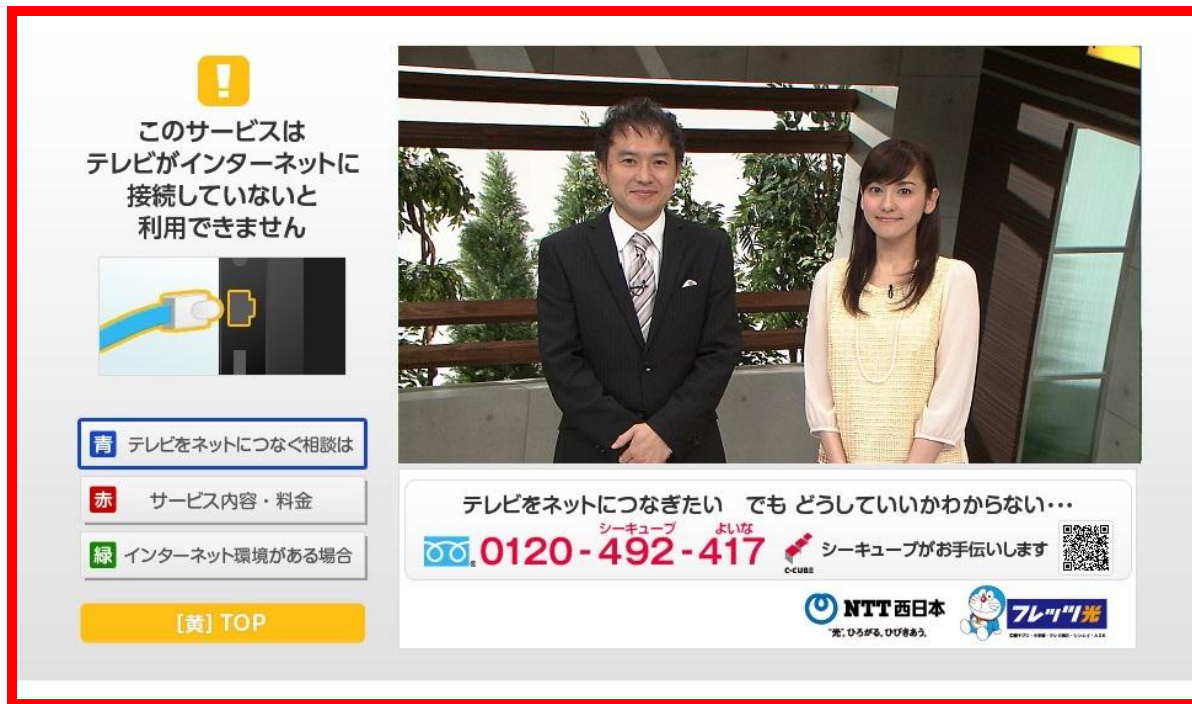 !
このサービスは
テレビがインターネットに
接続していないと
利用できません
青 テレビをネットにつなぐ相談は
赤 サービス内容・料金
緑 インターネット環境がある場合
[黄] TOP
テレビをネットにつなぎたい でも どうしていいかわからない・・・
シーキューブ よいな
0120-492-417
C-CUBE
シーキューブがお手伝いします
NTT西日本
“光”、ひろがる、ひびきあう。
フレッツ光